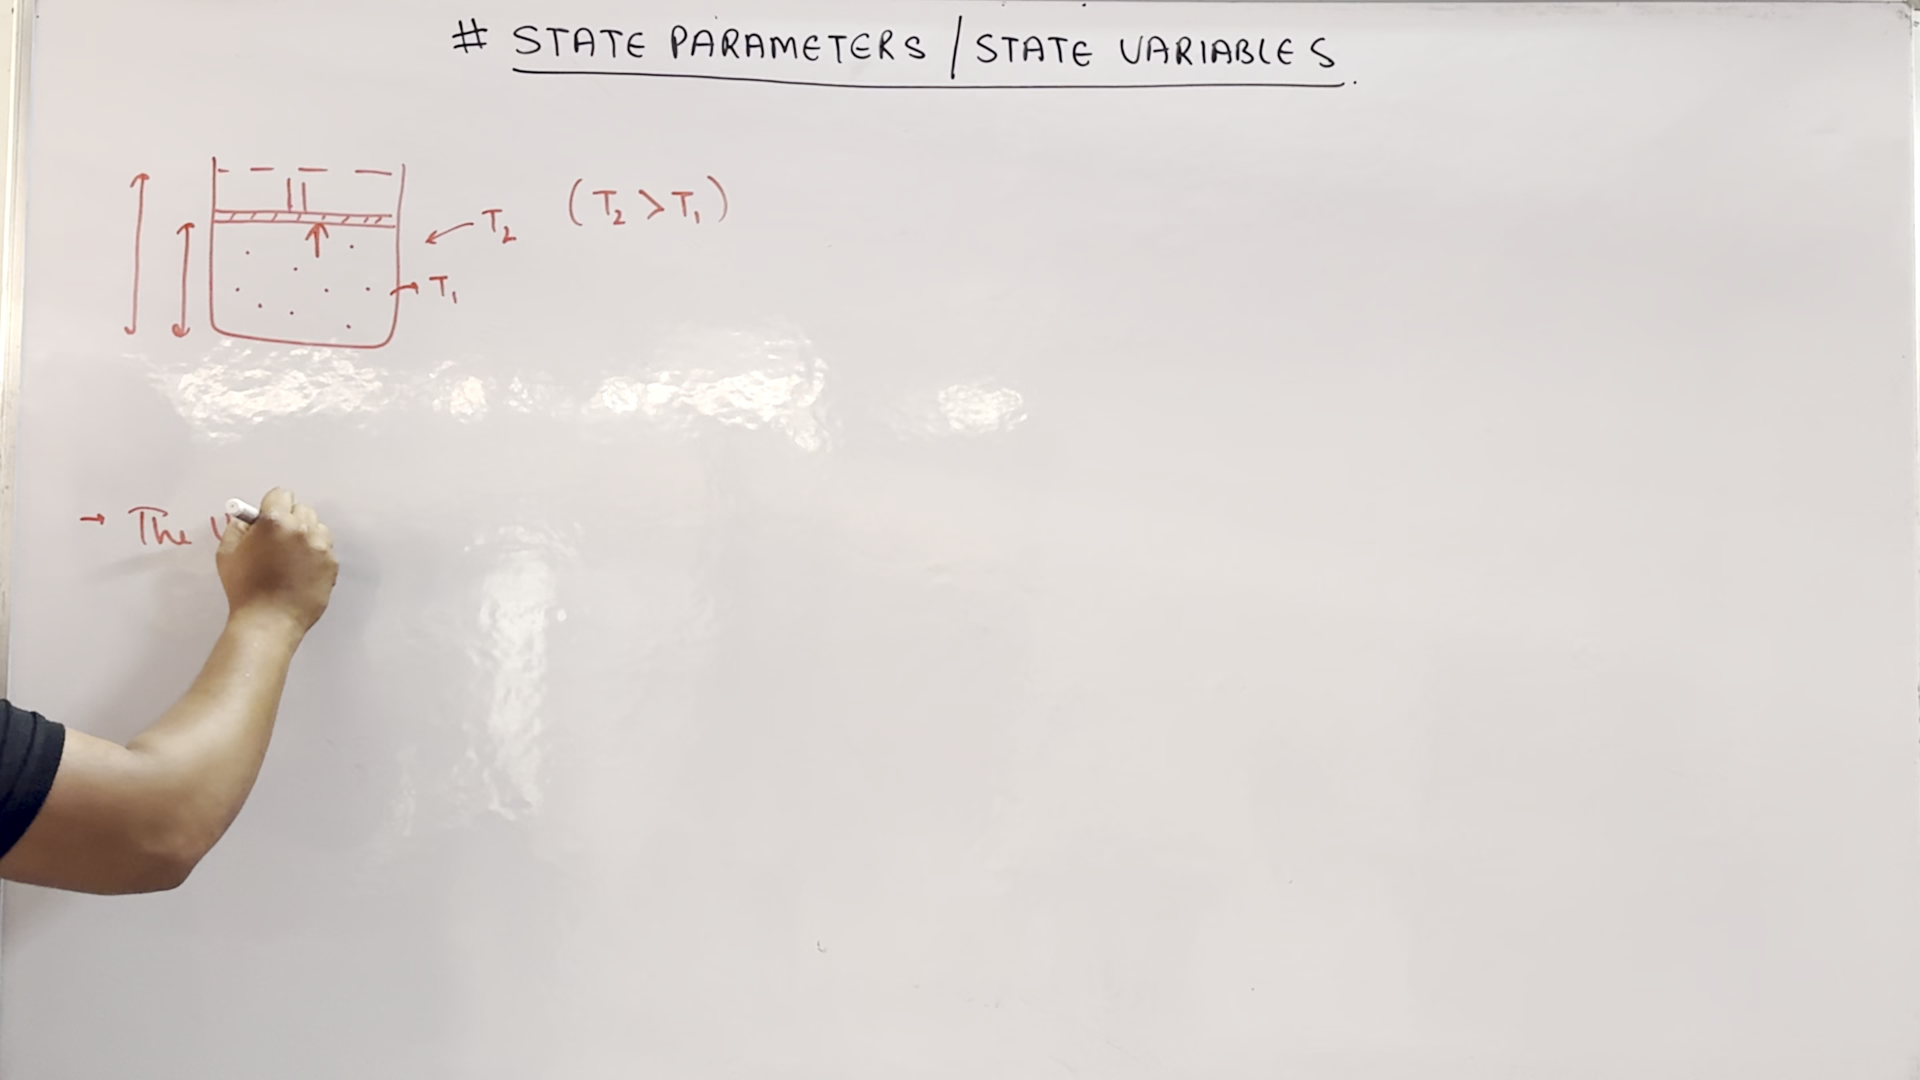 # STATE PARAMETERS / STATE VARIABLES.
T₂ (T₂ > T₁)
T₁
→ The